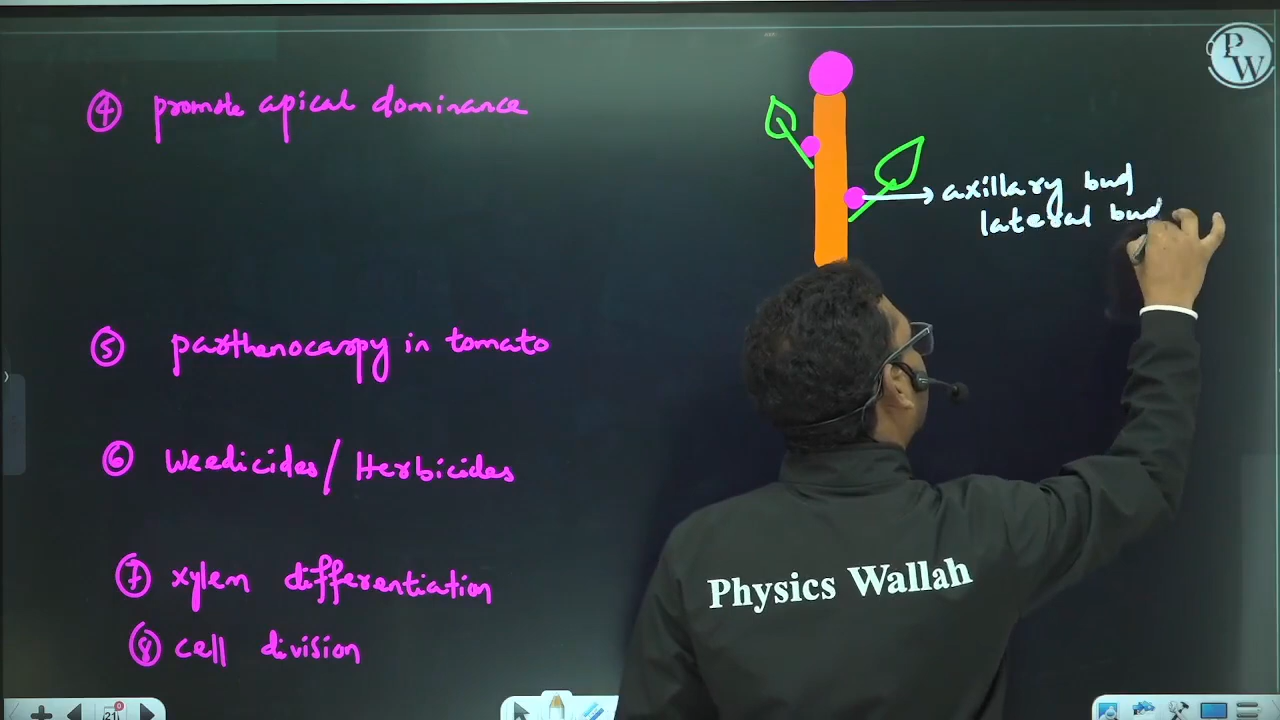 ④ promote apical dominance
axillary bud
lateral bud
⑤ parthenocarpy in tomato
⑥ Weedicides/Herbicides
⑦ xylem differentiation
⑧ cell division
Physics Wallah
PW
21